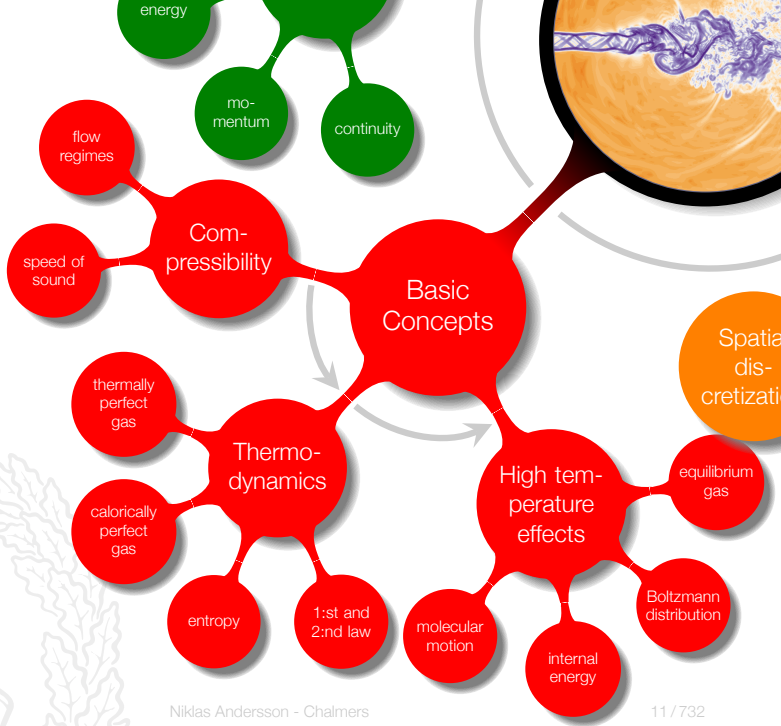 energy
mo-
mentum
continuity
flow
regimes
Com-
pressibility
speed of
sound
Basic
Concepts
Spatia
dis-
cretizati
thermally
perfect
gas
Thermo-
dynamics
High tem-
perature
effects
equilibrium
gas
calorically
perfect
gas
Boltzmann
distribution
entropy
1:st and
2:nd law
molecular
motion
internal
energy
Niklas Andersson - Chalmers
11 / 732